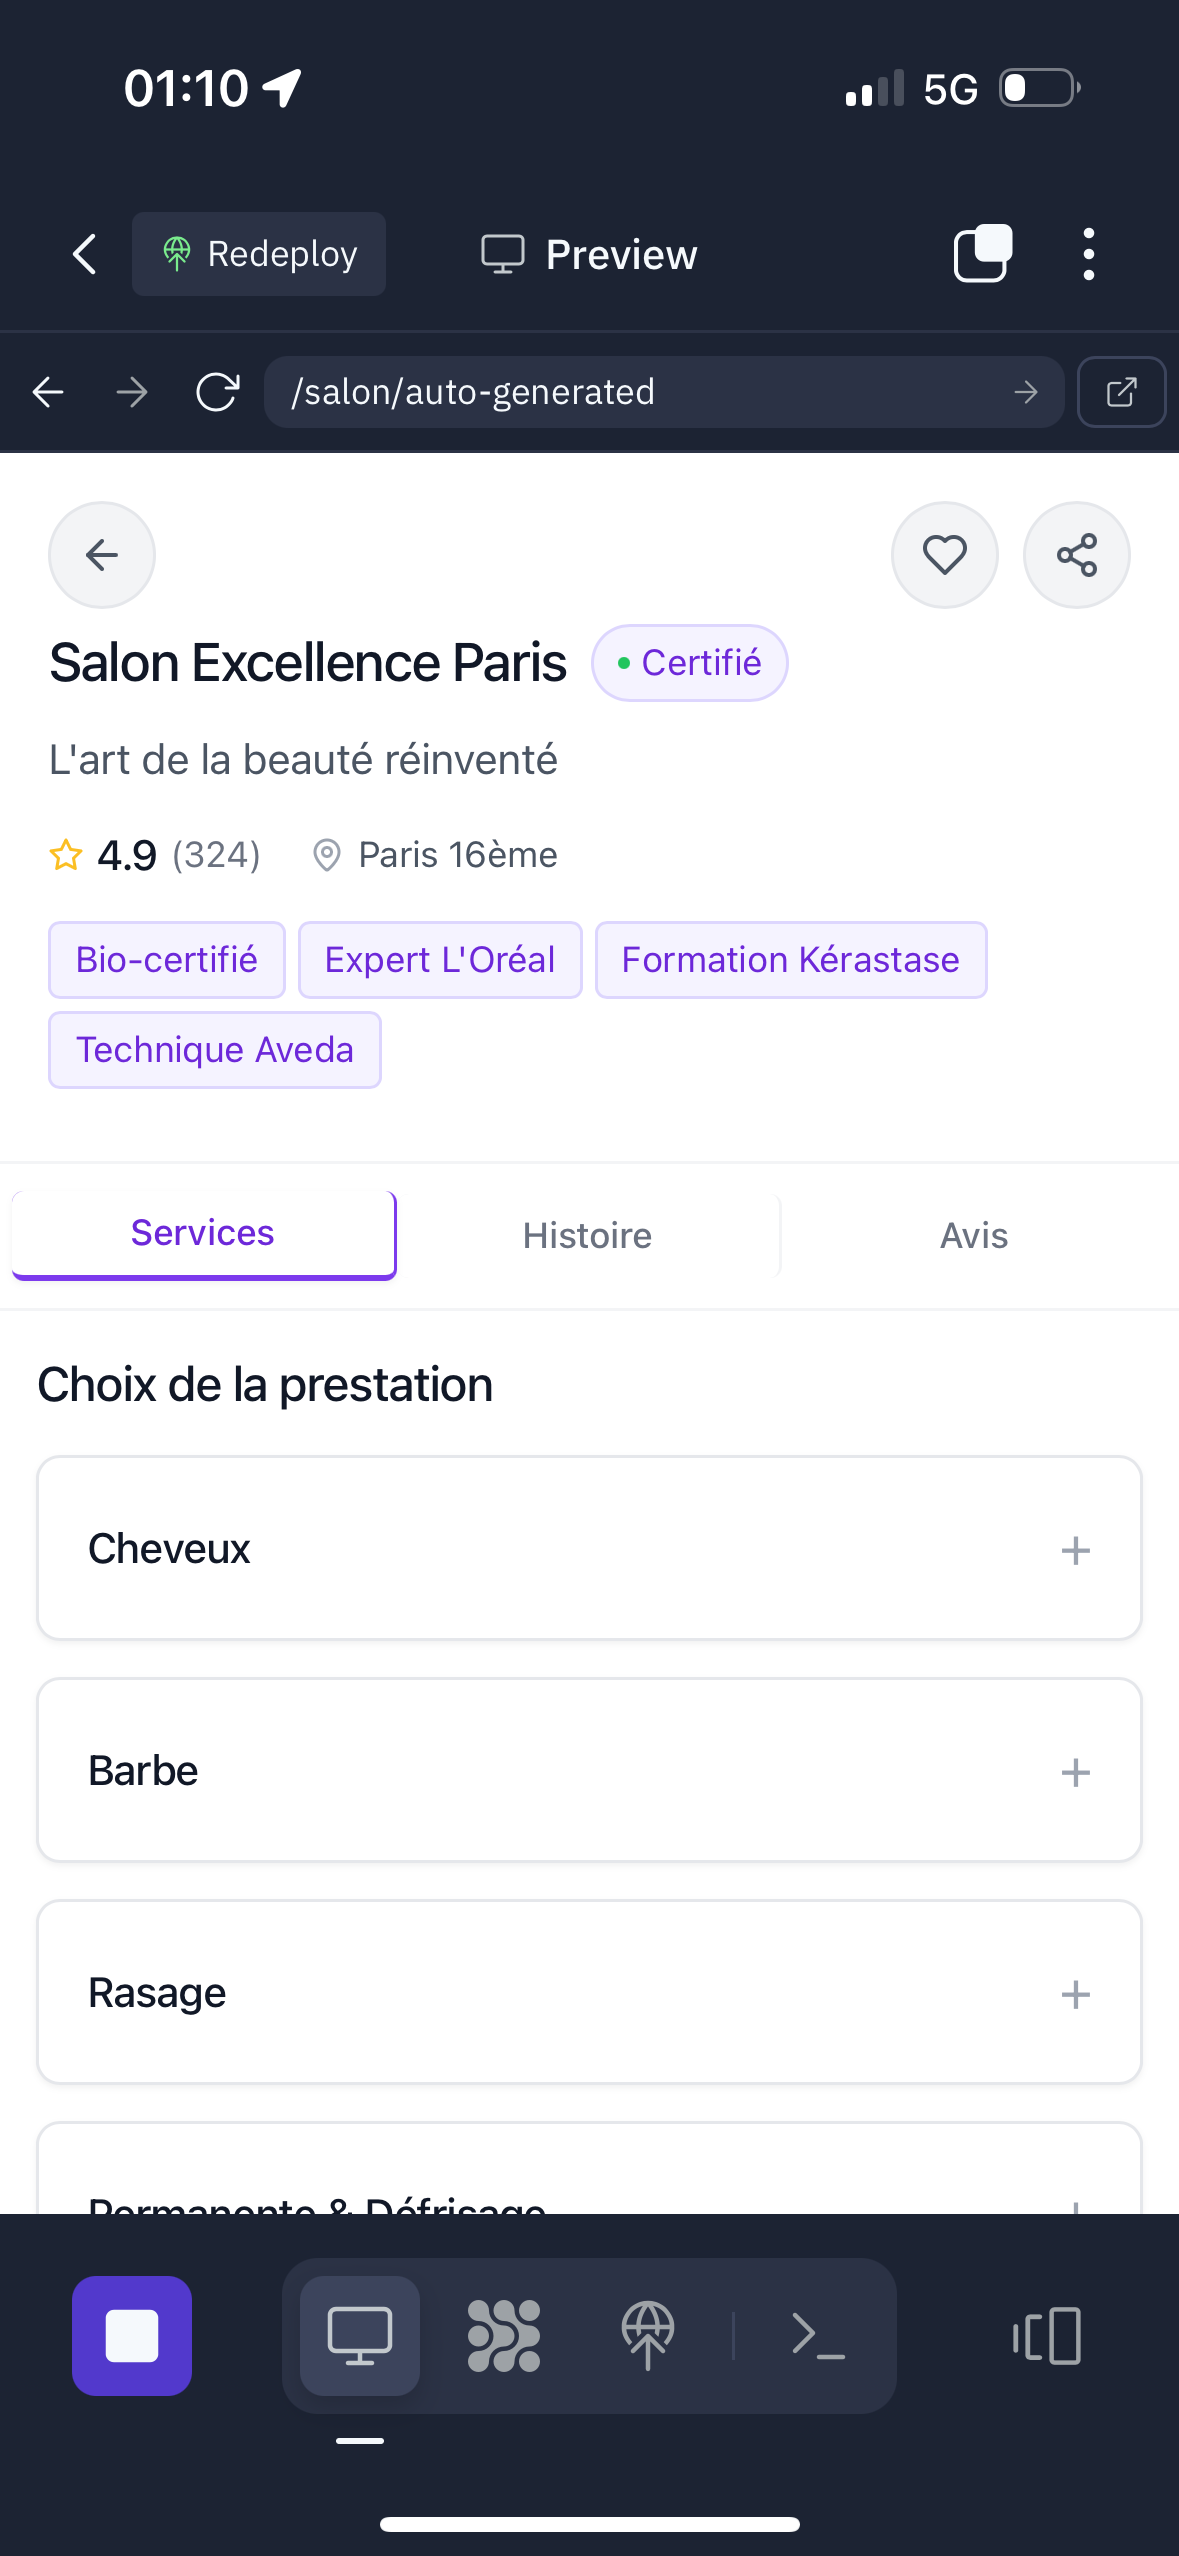 01:10
5G
Redeploy
Preview
/salon/auto-generated
Salon Excellence Paris
Certifié
L'art de la beauté réinventé
4.9 (324)
Paris 16ème
Bio-certifié
Expert L'Oréal
Formation Kérastase
Technique Aveda
Services
Histoire
Avis
Choix de la prestation
Cheveux
Barbe
Rasage
Permanente & Défrisage